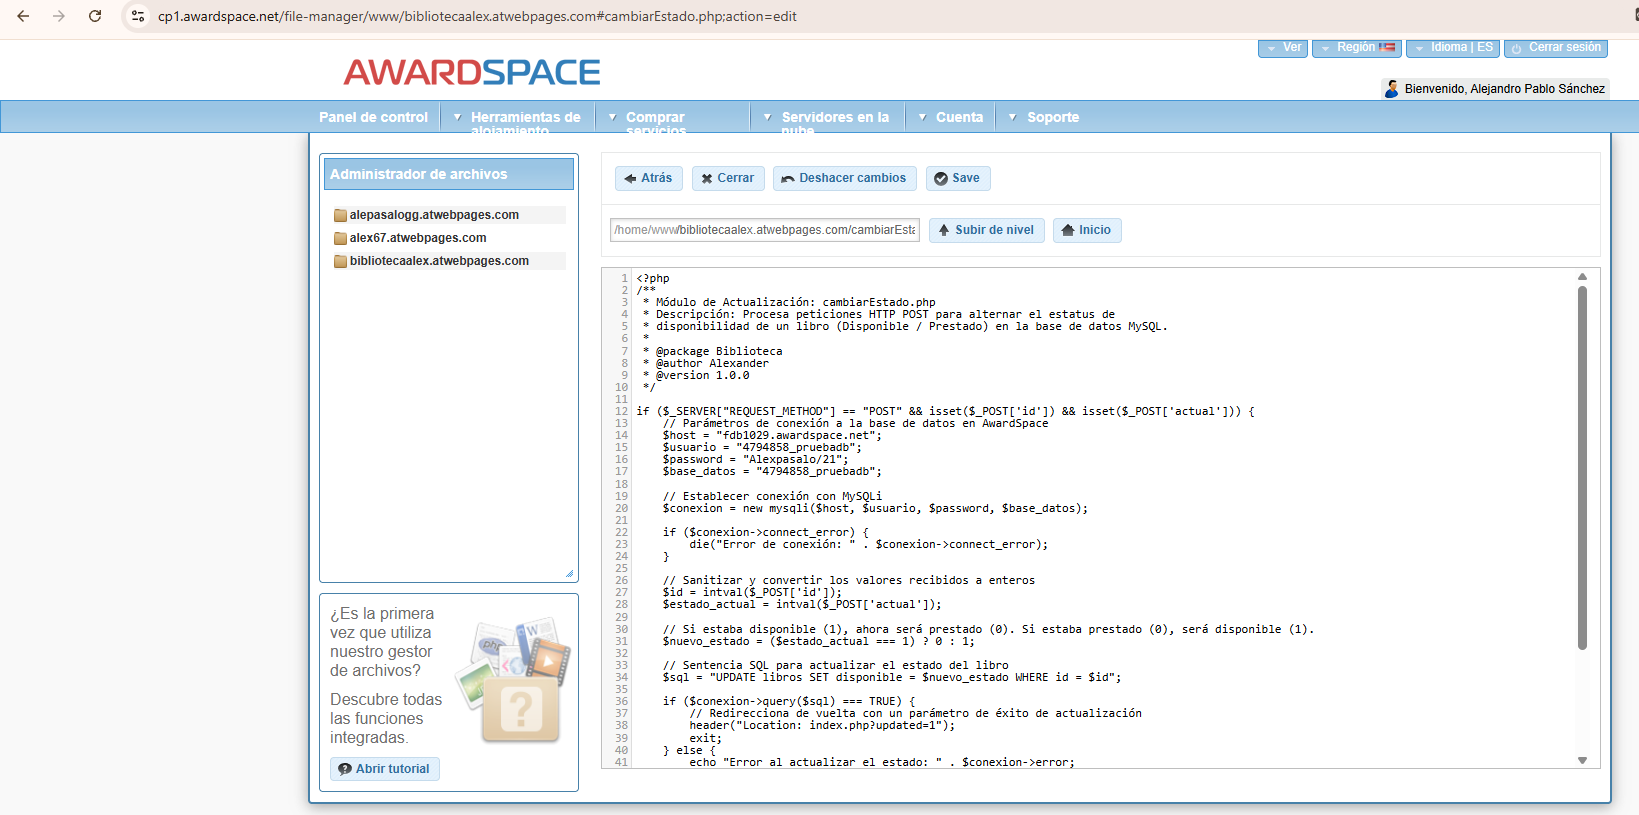 cp1.awardspace.net/file-manager/www/bibliotecaalex.atwebpages.com#cambiarEstado.php;action=edit
Ver
Región
Idioma | ES
Cerrar sesión
AWARDSPACE
Bienvenido, Alejandro Pablo Sánchez
Panel de control
Herramientas de alojamiento
Comprar servicios
Servidores en la nube
Cuenta
Soporte
Administrador de archivos
alepasalogg.atwebpages.com
alex67.atwebpages.com
bibliotecaalex.atwebpages.com
¿Es la primera
vez que utiliza
nuestro gestor
de archivos?
Descubre todas
las funciones
integradas.
Abrir tutorial
Atrás
Cerrar
Deshacer cambios
Save
/home/www/bibliotecaalex.atwebpages.com/cambiarEsta
Subir de nivel
Inicio
1 <?php
2 /**
3  * Módulo de Actualización: cambiarEstado.php
4  * Descripción: Procesa peticiones HTTP POST para alternar el estatus de
5  * disponibilidad de un libro (Disponible / Prestado) en la base de datos MySQL.
6  *
7  * @package Biblioteca
8  * @author Alexander
9  * @version 1.0.0
10  */
11
12 if ($_SERVER["REQUEST_METHOD"] == "POST" && isset($_POST['id']) && isset($_POST['actual'])) {
13     // Parámetros de conexión a la base de datos en AwardSpace
14     $host = "fdb1029.awardspace.net";
15     $usuario = "4794858_pruebadb";
16     $password = "Alexpasalo/21";
17     $base_datos = "4794858_pruebadb";
18
19     // Establecer conexión con MySQLi
20     $conexion = new mysqli($host, $usuario, $password, $base_datos);
21
22     if ($conexion->connect_error) {
23         die("Error de conexión: " . $conexion->connect_error);
24     }
25
26     // Sanitizar y convertir los valores recibidos a enteros
27     $id = intval($_POST['id']);
28     $estado_actual = intval($_POST['actual']);
29
30     // Si estaba disponible (1), ahora será prestado (0). Si estaba prestado (0), será disponible (1).
31     $nuevo_estado = ($estado_actual === 1) ? 0 : 1;
32
33     // Sentencia SQL para actualizar el estado del libro
34     $sql = "UPDATE libros SET disponible = $nuevo_estado WHERE id = $id";
35
36     if ($conexion->query($sql) === TRUE) {
37         // Redirecciona de vuelta con un parámetro de éxito de actualización
38         header("Location: index.php?updated=1");
39         exit;
40     } else {
41         echo "Error al actualizar el estado: " . $conexion->error;